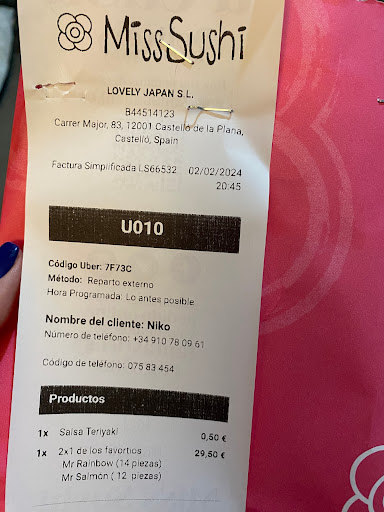 Miss Sushi
LOVELY JAPAN S.L.
B44514123
Carrer Major, 83, 12001 Castelló de la Plana,
Castelló, Spain
Factura Simplificada LS66532 02/02/2024
20:45
U010
Código Uber: 7F73C
Método: Reparto externo
Hora Programada: Lo antes posible
Nombre del cliente: Niko
Número de teléfono: +34 910 78 09 61
Código de teléfono: 075 83 454
Productos
1x Salsa Teriyaki 0,50 €
1x 2x1 de los favortios 29,50 €
Mr Rainbow (14 piezas)
Mr Salmón ( 12 piezas)